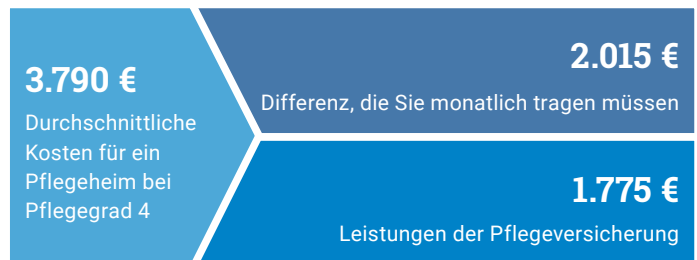 3.790 €
Durchschnittliche
Kosten für ein
Pflegeheim bei
Pflegegrad 4
2.015 €
Differenz, die Sie monatlich tragen müssen
1.775 €
Leistungen der Pflegeversicherung